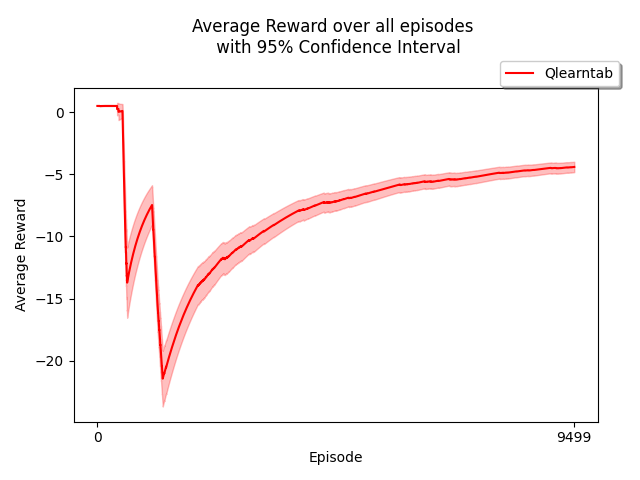 Average Reward over all episodes
with 95% Confidence Interval
Qlearntab
0
−5
−10
−15
−20
Average Reward
0
9499
Episode